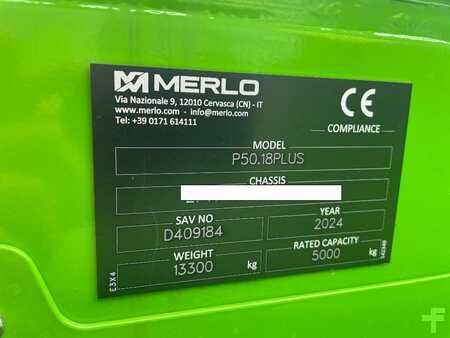 MERLO
Via Nazionale 9, 12010 Cervasca (CN) - IT
www.merlo.com - info@merlo.com
Tel: +39 0171 614111
CE
COMPLIANCE
MODEL
P50.18PLUS
CHASSIS
SAV NO
D409184
YEAR
2024
WEIGHT
13300 kg
RATED CAPACITY
5000 kg
E3X4